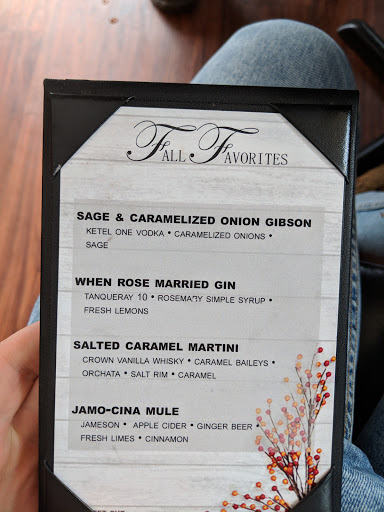 Fall Favorites
SAGE & CARAMELIZED ONION GIBSON
KETEL ONE VODKA • CARAMELIZED ONIONS •
SAGE
WHEN ROSE MARRIED GIN
TANQUERAY 10 • ROSEMARY SIMPLE SYRUP •
FRESH LEMONS
SALTED CARAMEL MARTINI
CROWN VANILLA WHISKY • CARAMEL BAILEYS •
ORCHATA • SALT RIM • CARAMEL
JAMO-CINA MULE
JAMESON • APPLE CIDER • GINGER BEER •
FRESH LIMES • CINNAMON